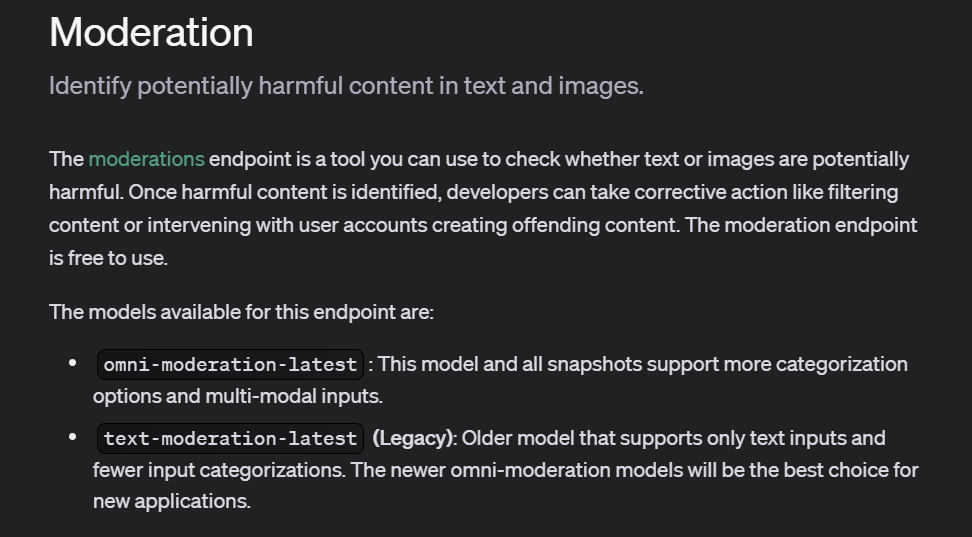 Moderation
Identify potentially harmful content in text and images.
The moderations endpoint is a tool you can use to check whether text or images are potentially
harmful. Once harmful content is identified, developers can take corrective action like filtering
content or intervening with user accounts creating offending content. The moderation endpoint
is free to use.
The models available for this endpoint are:
• omni-moderation-latest : This model and all snapshots support more categorization
options and multi-modal inputs.
• text-moderation-latest (Legacy): Older model that supports only text inputs and
fewer input categorizations. The newer omni-moderation models will be the best choice for
new applications.